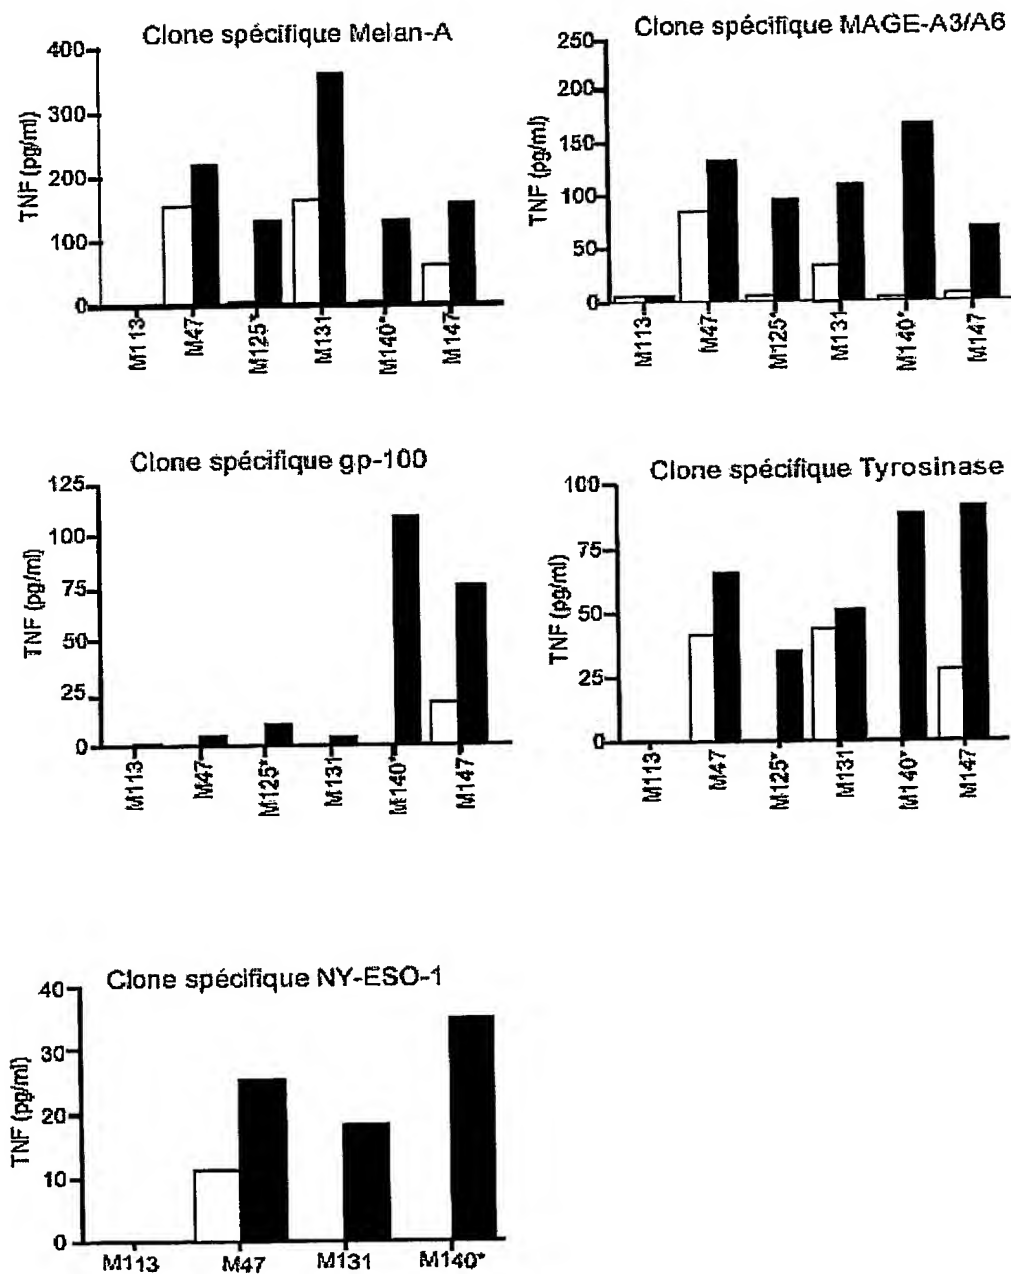 Clone spécifique Melan-A
TNF (pg/ml)
400
300
200
100
0
M113
M47
M125*
M131
M140*
M147
Clone spécifique MAGE-A3/A6
TNF (pg/ml)
250
200
150
100
50
0
M113
M47
M125*
M131
M140*
M147
Clone spécifique gp-100
TNF (pg/ml)
125
100
75
50
25
0
M113
M47
M125*
M131
M140*
M147
Clone spécifique Tyrosinase
TNF (pg/ml)
100
75
50
25
0
M113
M47
M125*
M131
M140*
M147
Clone spécifique NY-ESO-1
TNF (pg/ml)
40
30
20
10
0
M113
M47
M131
M140*